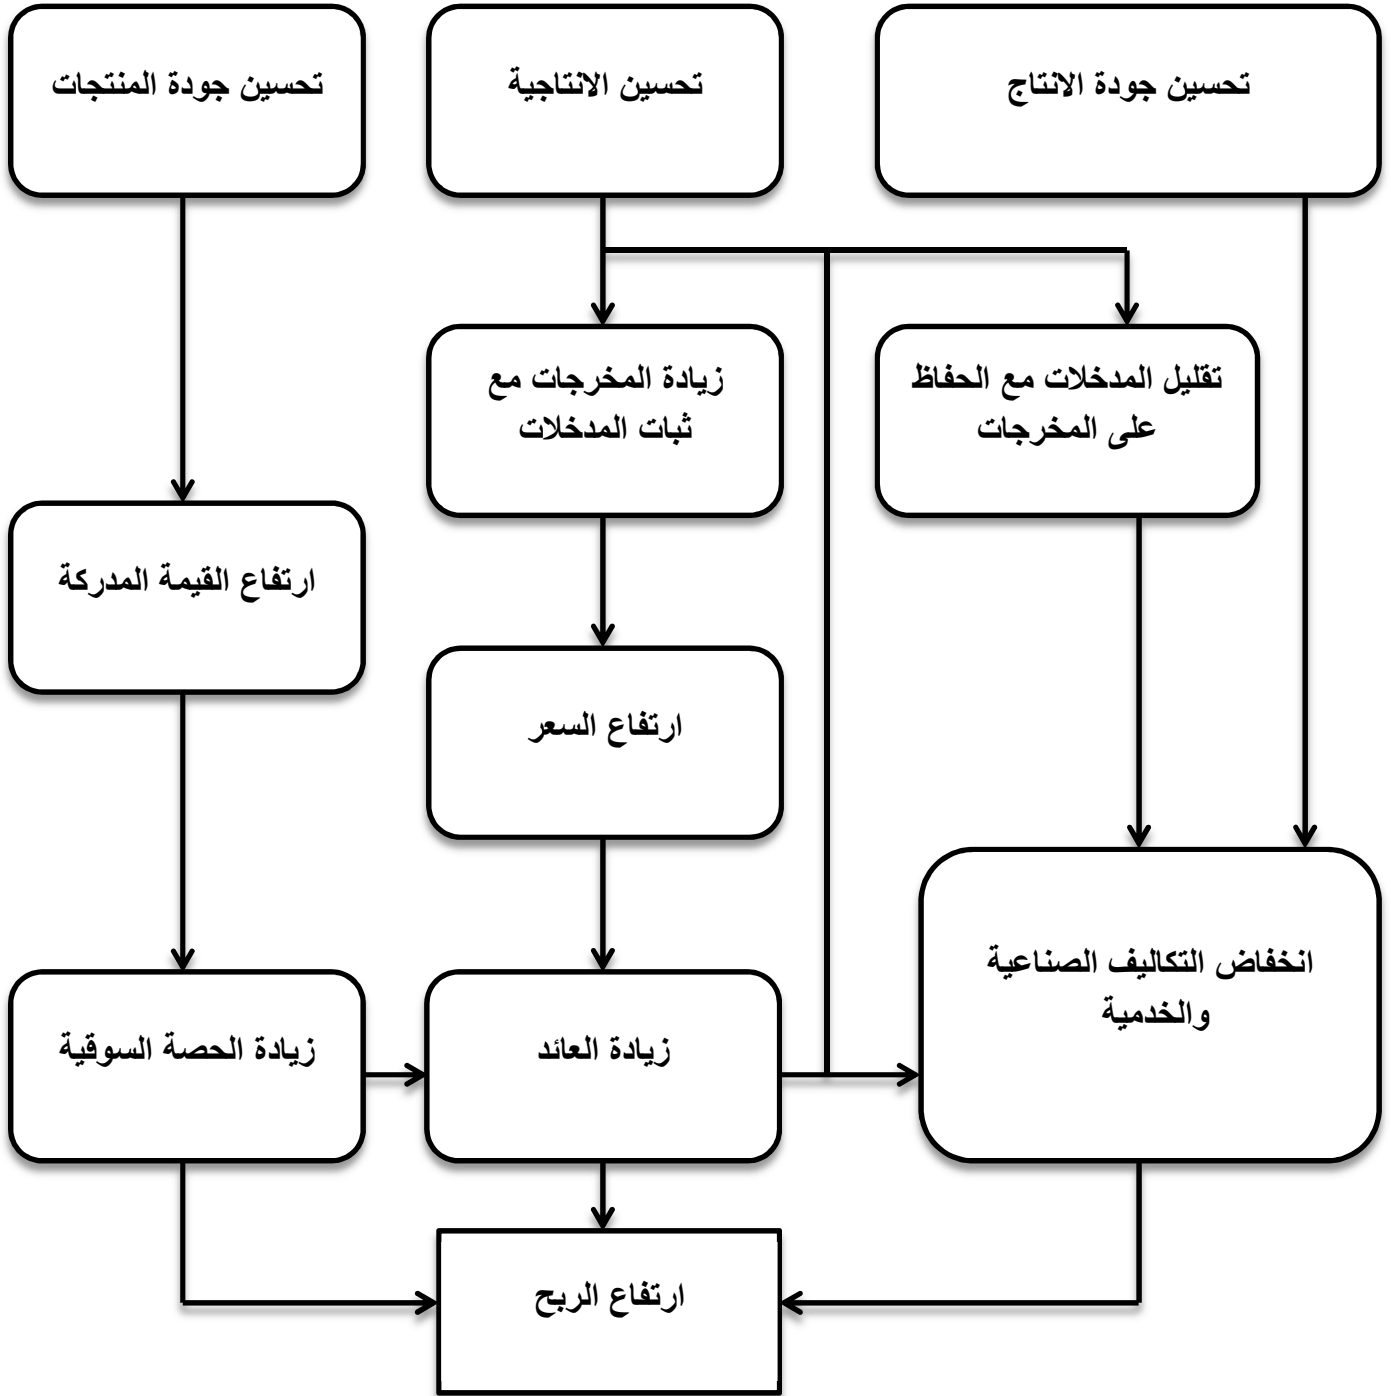 تحسين جودة الانتاج
تحسين الانتاجية
تحسين جودة المنتجات
تقليل المدخلات مع الحفاظ
على المخرجات
زيادة المخرجات مع
ثبات المدخلات
ارتفاع القيمة المدركة
ارتفاع السعر
انخفاض التكاليف الصناعية
والخدمية
زيادة العائد
زيادة الحصة السوقية
ارتفاع الربح